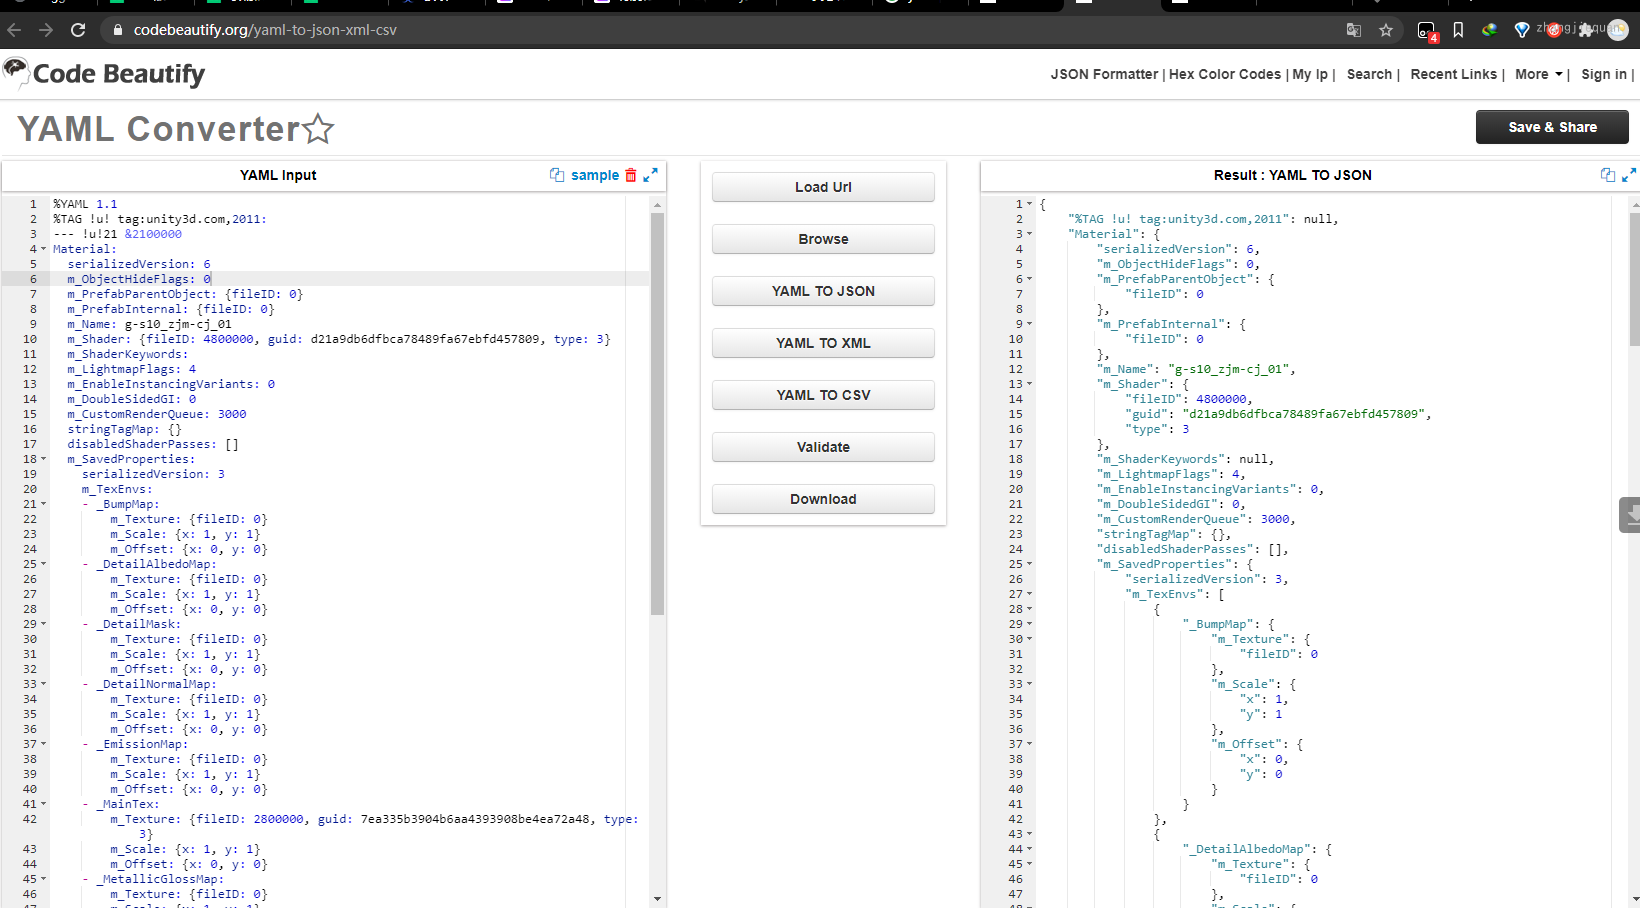 codebeautify.org/yaml-to-json-xml-csv
4
Code Beautify
JSON Formatter | Hex Color Codes | My Ip | Search | Recent Links | More | Sign in |
YAML Converter
Save & Share
YAML Input
sample
1 %YAML 1.1
2 %TAG !u! tag:unity3d.com,2011:
3 --- !u!21 &2100000
4 Material:
5 serializedVersion: 6
6 m_ObjectHideFlags: 0
7 m_PrefabParentObject: {fileID: 0}
8 m_PrefabInternal: {fileID: 0}
9 m_Name: g-s10_zjm-cj_01
10 m_Shader: {fileID: 4800000, guid: d21a9db6dfbca78489fa67ebfd457809, type: 3}
11 m_ShaderKeywords:
12 m_LightmapFlags: 4
13 m_EnableInstancingVariants: 0
14 m_DoubleSidedGI: 0
15 m_CustomRenderQueue: 3000
16 stringTagMap: {}
17 disabledShaderPasses: []
18 m_SavedProperties:
19 serializedVersion: 3
20 m_TexEnvs:
21 - _BumpMap:
22 m_Texture: {fileID: 0}
23 m_Scale: {x: 1, y: 1}
24 m_Offset: {x: 0, y: 0}
25 - _DetailAlbedoMap:
26 m_Texture: {fileID: 0}
27 m_Scale: {x: 1, y: 1}
28 m_Offset: {x: 0, y: 0}
29 - _DetailMask:
30 m_Texture: {fileID: 0}
31 m_Scale: {x: 1, y: 1}
32 m_Offset: {x: 0, y: 0}
33 - _DetailNormalMap:
34 m_Texture: {fileID: 0}
35 m_Scale: {x: 1, y: 1}
36 m_Offset: {x: 0, y: 0}
37 - _EmissionMap:
38 m_Texture: {fileID: 0}
39 m_Scale: {x: 1, y: 1}
40 m_Offset: {x: 0, y: 0}
41 - _MainTex:
42 m_Texture: {fileID: 2800000, guid: 7ea335b3904b6aa4393908be4ea72a48, type:
3}
43 m_Scale: {x: 1, y: 1}
44 m_Offset: {x: 0, y: 0}
45 - _MetallicGlossMap:
46 m_Texture: {fileID: 0}
Load Url
Browse
YAML TO JSON
YAML TO XML
YAML TO CSV
Validate
Download
Result : YAML TO JSON
1 {
2 "%TAG !u! tag:unity3d.com,2011": null,
3 "Material": {
4 "serializedVersion": 6,
5 "m_ObjectHideFlags": 0,
6 "m_PrefabParentObject": {
7 "fileID": 0
8 },
9 "m_PrefabInternal": {
10 "fileID": 0
11 },
12 "m_Name": "g-s10_zjm-cj_01",
13 "m_Shader": {
14 "fileID": 4800000,
15 "guid": "d21a9db6dfbca78489fa67ebfd457809",
16 "type": 3
17 },
18 "m_ShaderKeywords": null,
19 "m_LightmapFlags": 4,
20 "m_EnableInstancingVariants": 0,
21 "m_DoubleSidedGI": 0,
22 "m_CustomRenderQueue": 3000,
23 "stringTagMap": {},
24 "disabledShaderPasses": [],
25 "m_SavedProperties": {
26 "serializedVersion": 3,
27 "m_TexEnvs": [
28 {
29 "_BumpMap": {
30 "m_Texture": {
31 "fileID": 0
32 },
33 "m_Scale": {
34 "x": 1,
35 "y": 1
36 },
37 "m_Offset": {
38 "x": 0,
39 "y": 0
40 }
41 }
42 },
43 {
44 "_DetailAlbedoMap": {
45 "m_Texture": {
46 "fileID": 0
47 },